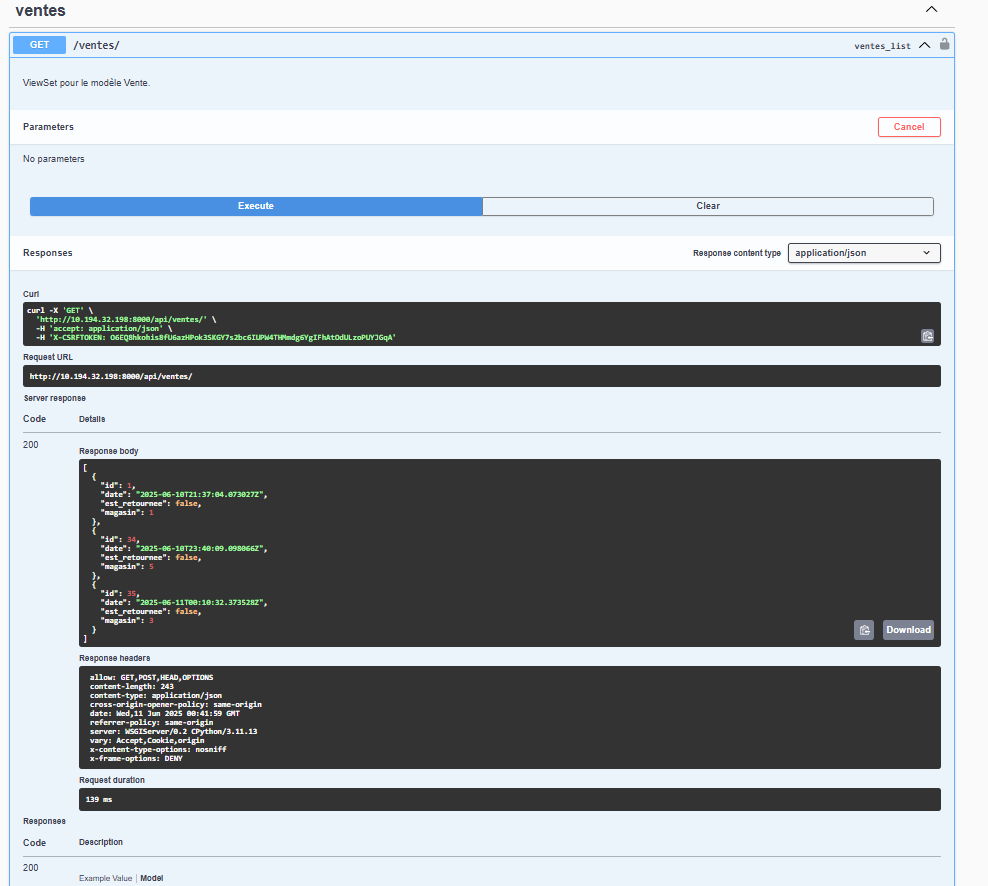 ventes
GET /ventes/ ventes_list
ViewSet pour le modèle Vente.
Parameters Cancel
No parameters
Execute Clear
Responses Response content type application/json
Curl
curl -X 'GET' \
'http://10.194.32.198:8000/api/ventes/' \
-H 'accept: application/json' \
-H 'X-CSRFTOKEN: O6EQ8hkohis8fU6azHPok3SKGY7s2bc6IUPW4THMmdg6YgIFhAtOdULzoPUYJGqA'
Request URL
http://10.194.32.198:8000/api/ventes/
Server response
Code Details
200
Response body
[
{
"id": 1,
"date": "2025-06-10T21:37:04.073027Z",
"est_retournee": false,
"magasin": 1
},
{
"id": 34,
"date": "2025-06-10T23:40:09.098066Z",
"est_retournee": false,
"magasin": 5
},
{
"id": 35,
"date": "2025-06-11T00:10:32.373528Z",
"est_retournee": false,
"magasin": 3
}
]
Download
Response headers
allow: GET,POST,HEAD,OPTIONS
content-length: 243
content-type: application/json
cross-origin-opener-policy: same-origin
date: Wed,11 Jun 2025 00:41:59 GMT
referrer-policy: same-origin
server: WSGIServer/0.2 CPython/3.11.13
vary: Accept,Cookie,origin
x-content-type-options: nosniff
x-frame-options: DENY
Request duration
139 ms
Responses
Code Description
200
Example Value Model